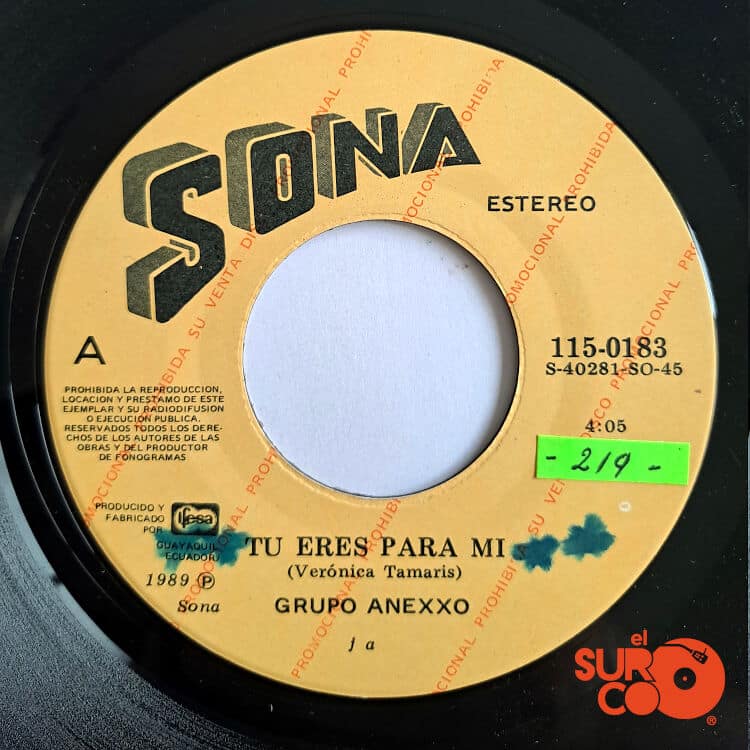 SONA
ESTEREO
A
115-0183
S-40281-SO-45
4:05
- 219 -
PROHIBIDA LA REPRODUCCION,
LOCACION Y PRESTAMO DE ESTE
EJEMPLAR Y SU RADIODIFUSION
O EJECUCION PUBLICA.
RESERVADOS TODOS LOS DERE-
CHOS DE LOS AUTORES DE LAS
OBRAS Y DEL PRODUCTOR
DE FONOGRAMAS
PRODUCIDO Y
FABRICADO
POR
ifesa
GUAYAQUIL
ECUADOR)
1989 Ⓟ
Sona
TU ERES PARA MI
(Verónica Tamaris)
GRUPO ANEXXO
j a
PROMOCIONAL PROHIBIDA SU VENTA
el
SURCO
®